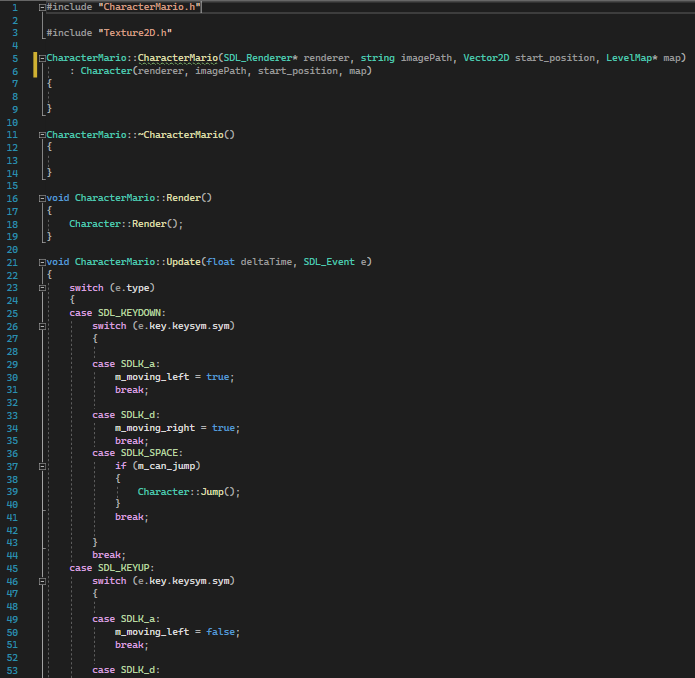 1 #include "CharacterMario.h"
2
3 #include "Texture2D.h"
4
5 CharacterMario::CharacterMario(SDL_Renderer* renderer, string imagePath, Vector2D start_position, LevelMap* map)
6     : Character(renderer, imagePath, start_position, map)
7 {
8
9 }
10
11 CharacterMario::~CharacterMario()
12 {
13
14 }
15
16 void CharacterMario::Render()
17 {
18     Character::Render();
19 }
20
21 void CharacterMario::Update(float deltaTime, SDL_Event e)
22 {
23     switch (e.type)
24     {
25     case SDL_KEYDOWN:
26         switch (e.key.keysym.sym)
27         {
28
29         case SDLK_a:
30             m_moving_left = true;
31             break;
32
33         case SDLK_d:
34             m_moving_right = true;
35             break;
36         case SDLK_SPACE:
37             if (m_can_jump)
38             {
39                 Character::Jump();
40             }
41             break;
42
43         }
44         break;
45     case SDL_KEYUP:
46         switch (e.key.keysym.sym)
47         {
48
49         case SDLK_a:
50             m_moving_left = false;
51             break;
52
53         case SDLK_d: